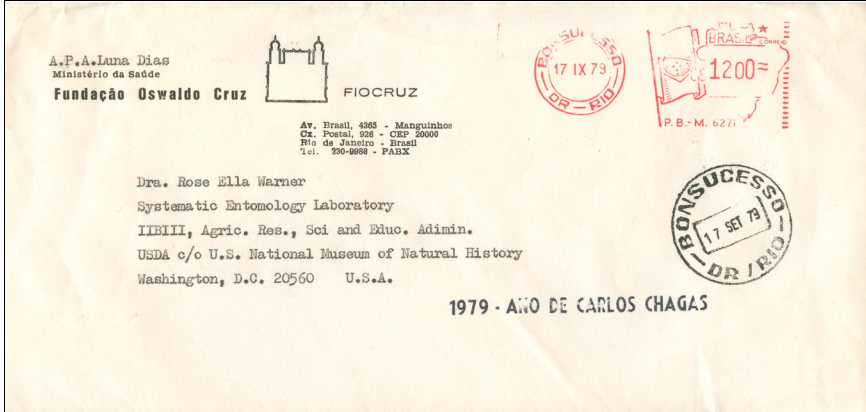 A.P.A.Luna Dias
Ministério da Saúde
Fundação Oswaldo Cruz
FIOCRUZ
Av. Brasil, 4365 - Manguinhos
Cx. Postal, 926 - CEP 20000
Rio de Janeiro - Brasil
Tel. 230-9988 - PABX
BONSUCESSO
17 IX 79
DR - RIO
BRASIL
CORREIO
1200=
P.B.-M. 6271
Dra. Rose Ella Warner
Systematic Entomology Laboratory
IIBIII, Agric. Res., Sci and Educ. Adimin.
USDA c/o U.S. National Museum of Natural History
Washington, D.C. 20560 U.S.A.
BONSUCESSO
17 SET 79
DR / RIO
1979 - ANO DE CARLOS CHAGAS